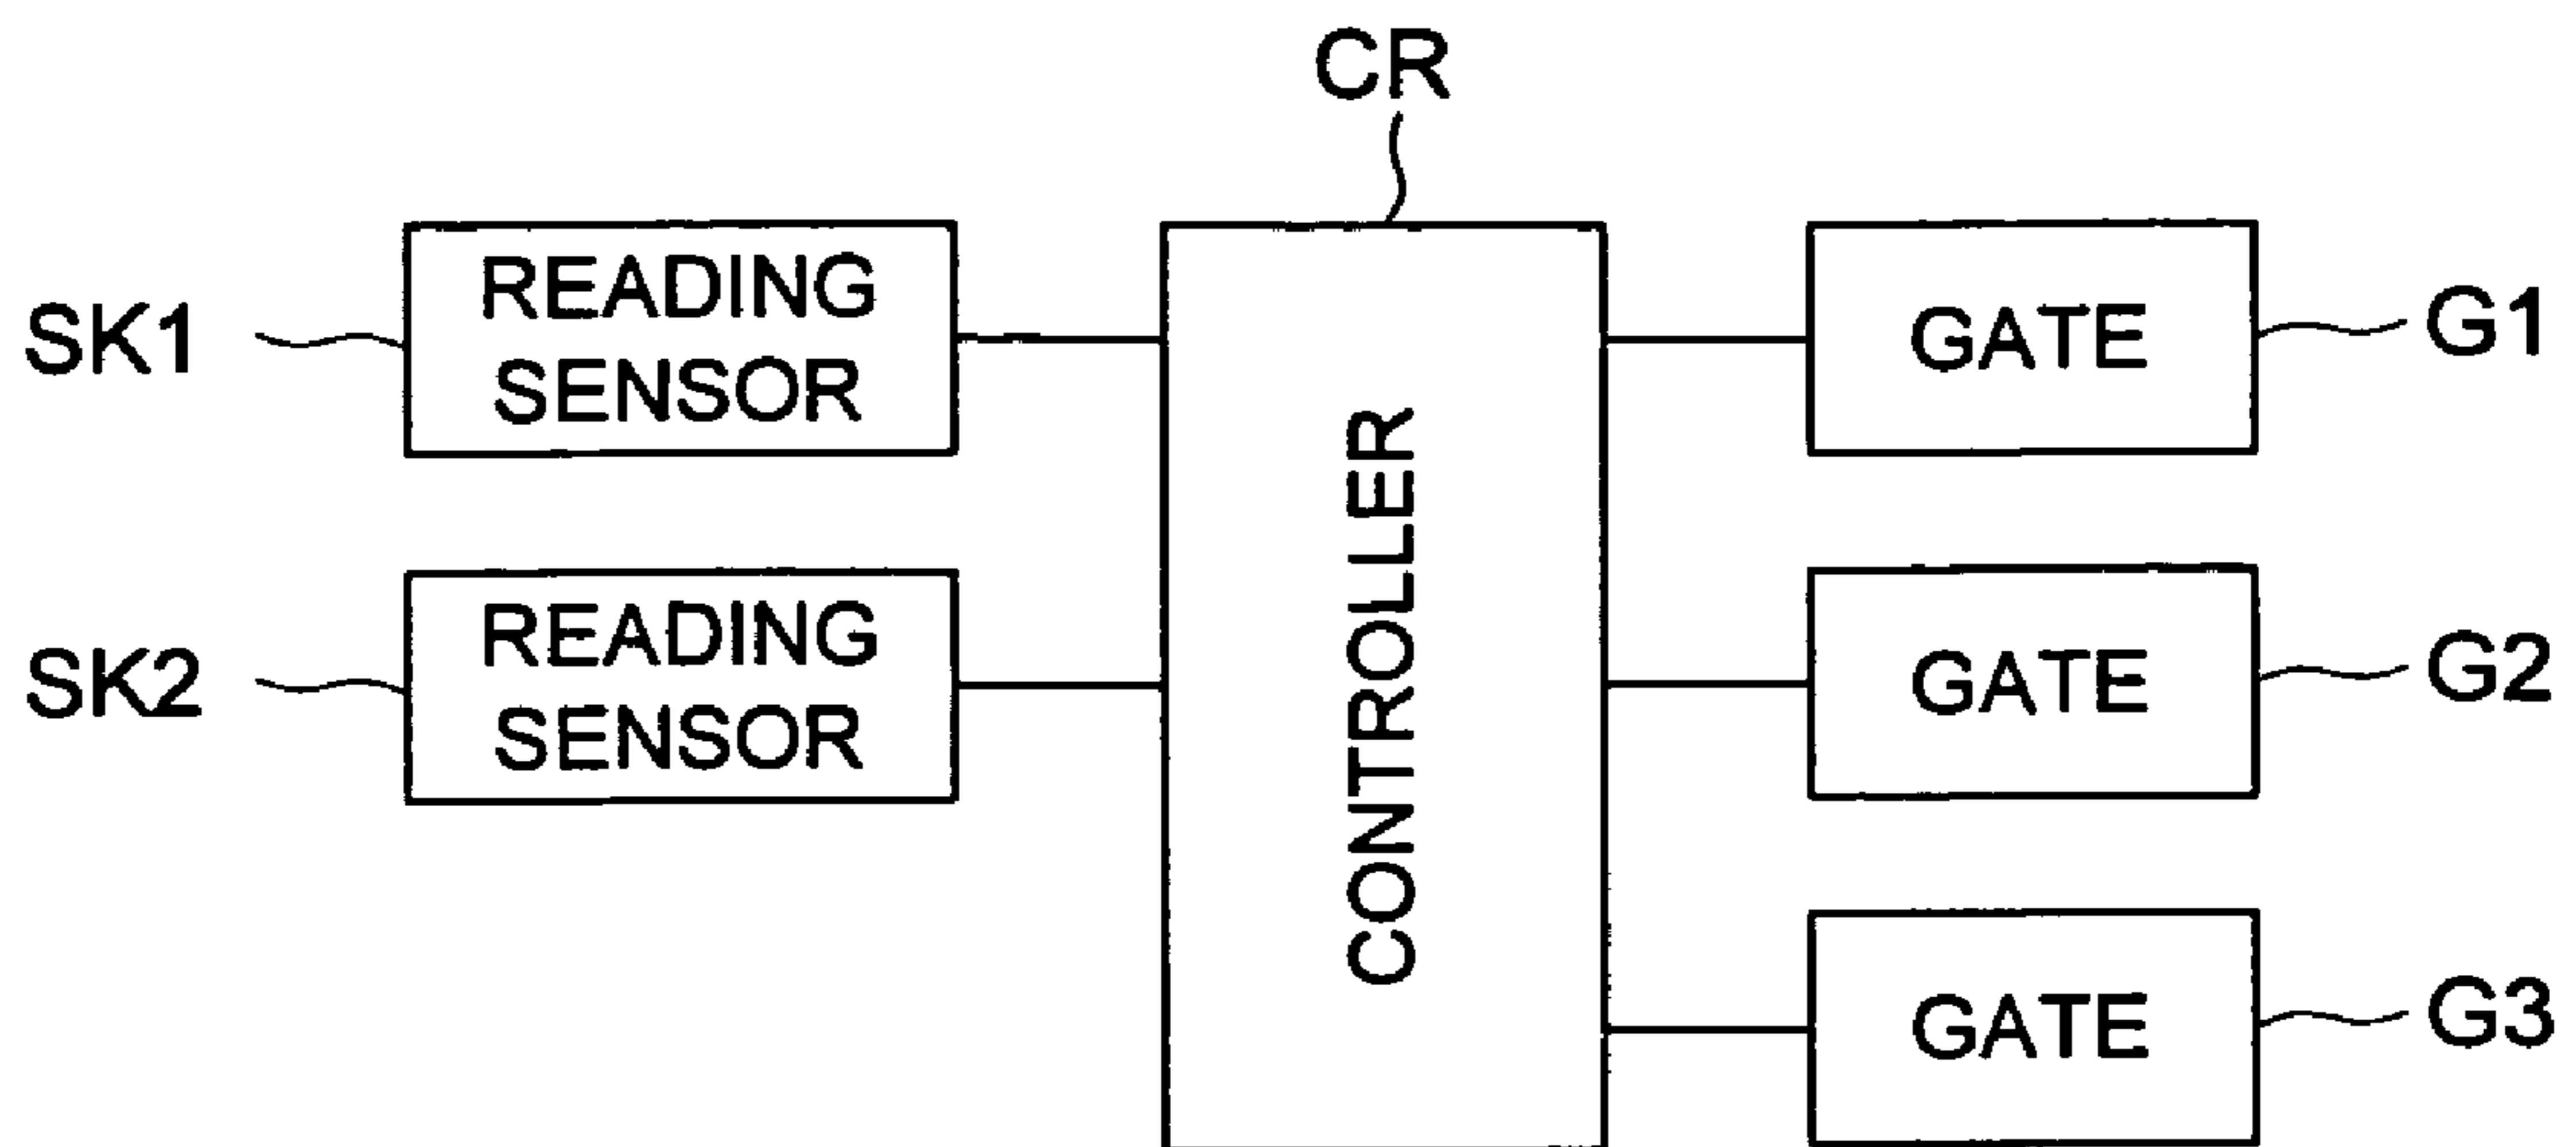 CR
SK1
READING
SENSOR
SK2
READING
SENSOR
CONTROLLER
GATE
G1
GATE
G2
GATE
G3